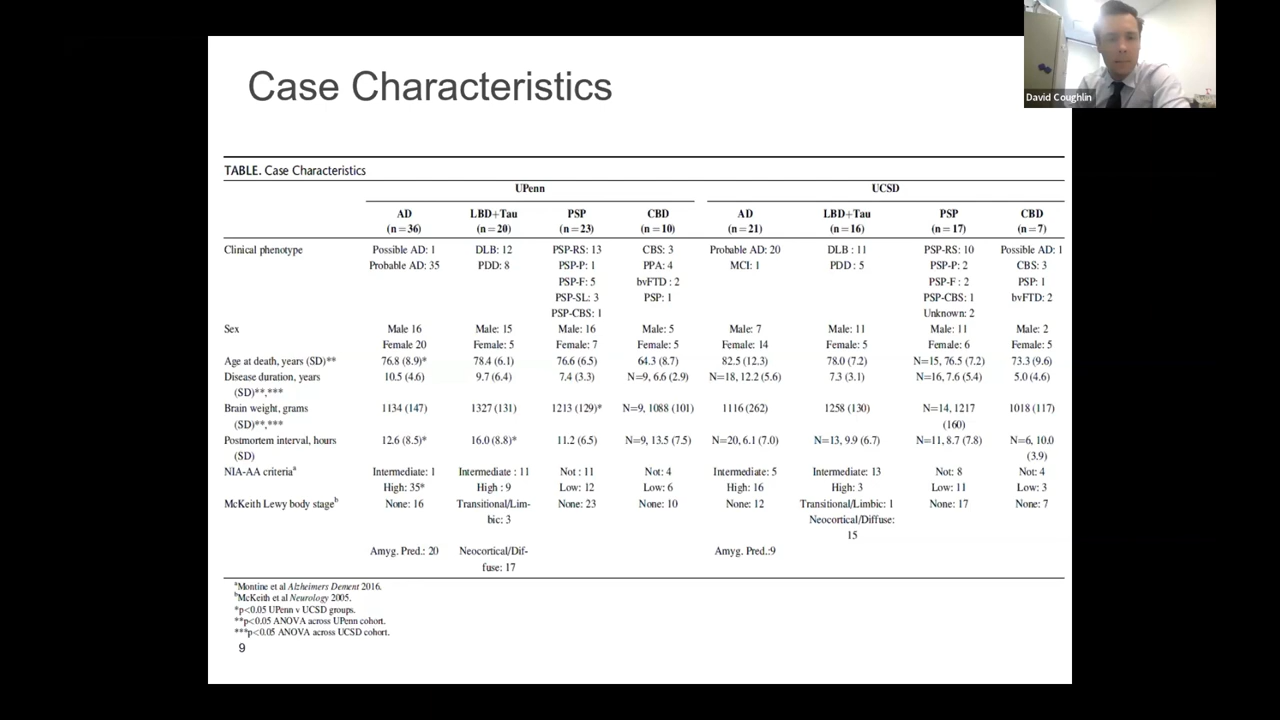 Case Characteristics
David Coughlin
TABLE. Case Characteristics
UPenn UCSD
AD LBD+Tau PSP CBD AD LBD+Tau PSP CBD
(n=36) (n=20) (n=23) (n=10) (n=21) (n=16) (n=17) (n=7)
Clinical phenotype Possible AD: 1 DLB: 12 PSP-RS: 13 CBS: 3 Probable AD: 20 DLB : 11 PSP-RS: 10 Possible AD: 1
Probable AD: 35 PDD: 8 PSP-P: 1 PPA: 4 MCI: 1 PDD : 5 PSP-P: 2 CBS: 3
PSP-F: 5 bvFTD : 2 PSP-F : 2 PSP: 1
PSP-SL: 3 PSP: 1 PSP-CBS: 1 bvFTD: 2
PSP-CBS: 1 Unknown: 2
Sex Male 16 Male: 15 Male: 16 Male: 5 Male: 7 Male: 11 Male: 11 Male: 2
Female 20 Female: 5 Female: 7 Female: 5 Female: 14 Female: 5 Female: 6 Female: 5
Age at death, years (SD)** 76.8 (8.9)* 78.4 (6.1) 76.6 (6.5) 64.3 (8.7) 82.5 (12.3) 78.0 (7.2) N=15, 76.5 (7.2) 73.3 (9.6)
Disease duration, years 10.5 (4.6) 9.7 (6.4) 7.4 (3.3) N=9, 6.6 (2.9) N=18, 12.2 (5.6) 7.3 (3.1) N=16, 7.6 (5.4) 5.0 (4.6)
(SD)**,***
Brain weight, grams 1134 (147) 1327 (131) 1213 (129)* N=9, 1088 (101) 1116 (262) 1258 (130) N=14, 1217 1018 (117)
(SD)**,*** (160)
Postmortem interval, hours 12.6 (8.5)* 16.0 (8.8)* 11.2 (6.5) N=9, 13.5 (7.5) N=20, 6.1 (7.0) N=13, 9.9 (6.7) N=11, 8.7 (7.8) N=6, 10.0
(SD) (3.9)
NIA-AA criteriaa Intermediate: 1 Intermediate : 11 Not : 11 Not: 4 Intermediate: 5 Intermediate: 13 Not: 8 Not: 4
High: 35* High : 9 Low: 12 Low: 6 High: 16 High: 3 Low: 11 Low: 3
McKeith Lewy body stageb None: 16 Transitional/Lim- None: 23 None: 10 None: 12 Transitional/Limbic: 1 None: 17 None: 7
bic: 3 Neocortical/Diffuse:
15
Amyg. Pred.: 20 Neocortical/Dif- Amyg. Pred.:9
fuse: 17
aMontine et al Alzheimers Dement 2016.
bMcKeith et al Neurology 2005.
*p<0.05 UPenn v UCSD groups.
**p<0.05 ANOVA across UPenn cohort.
***p<0.05 ANOVA across UCSD cohort.
9